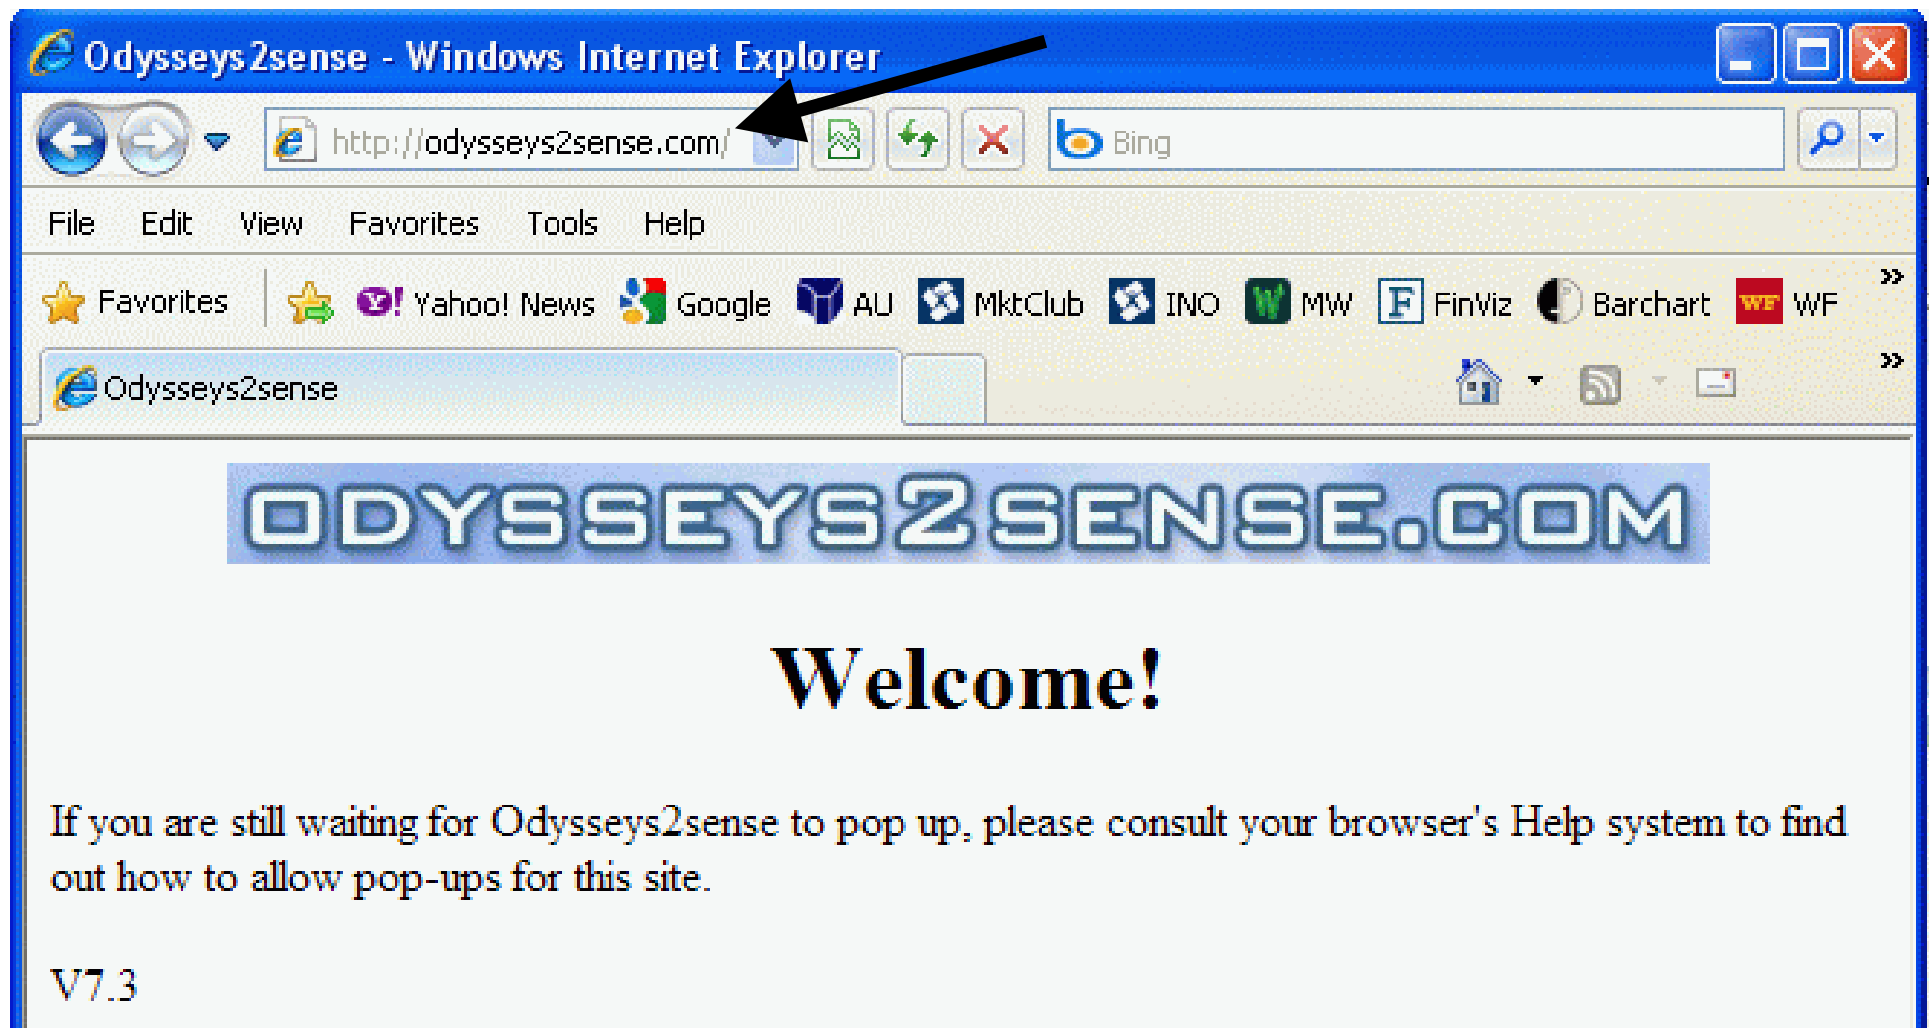 Odysseys2sense - Windows Internet Explorer
http://odysseys2sense.com/ Bing
File Edit View Favorites Tools Help
Favorites Yahoo! News Google AU MktClub INO W MW F FinViz Barchart WF WF »
Odysseys2sense »
ODYSSEYS2SENSE.COM
Welcome!
If you are still waiting for Odysseys2sense to pop up, please consult your browser's Help system to find
out how to allow pop-ups for this site.
V7.3